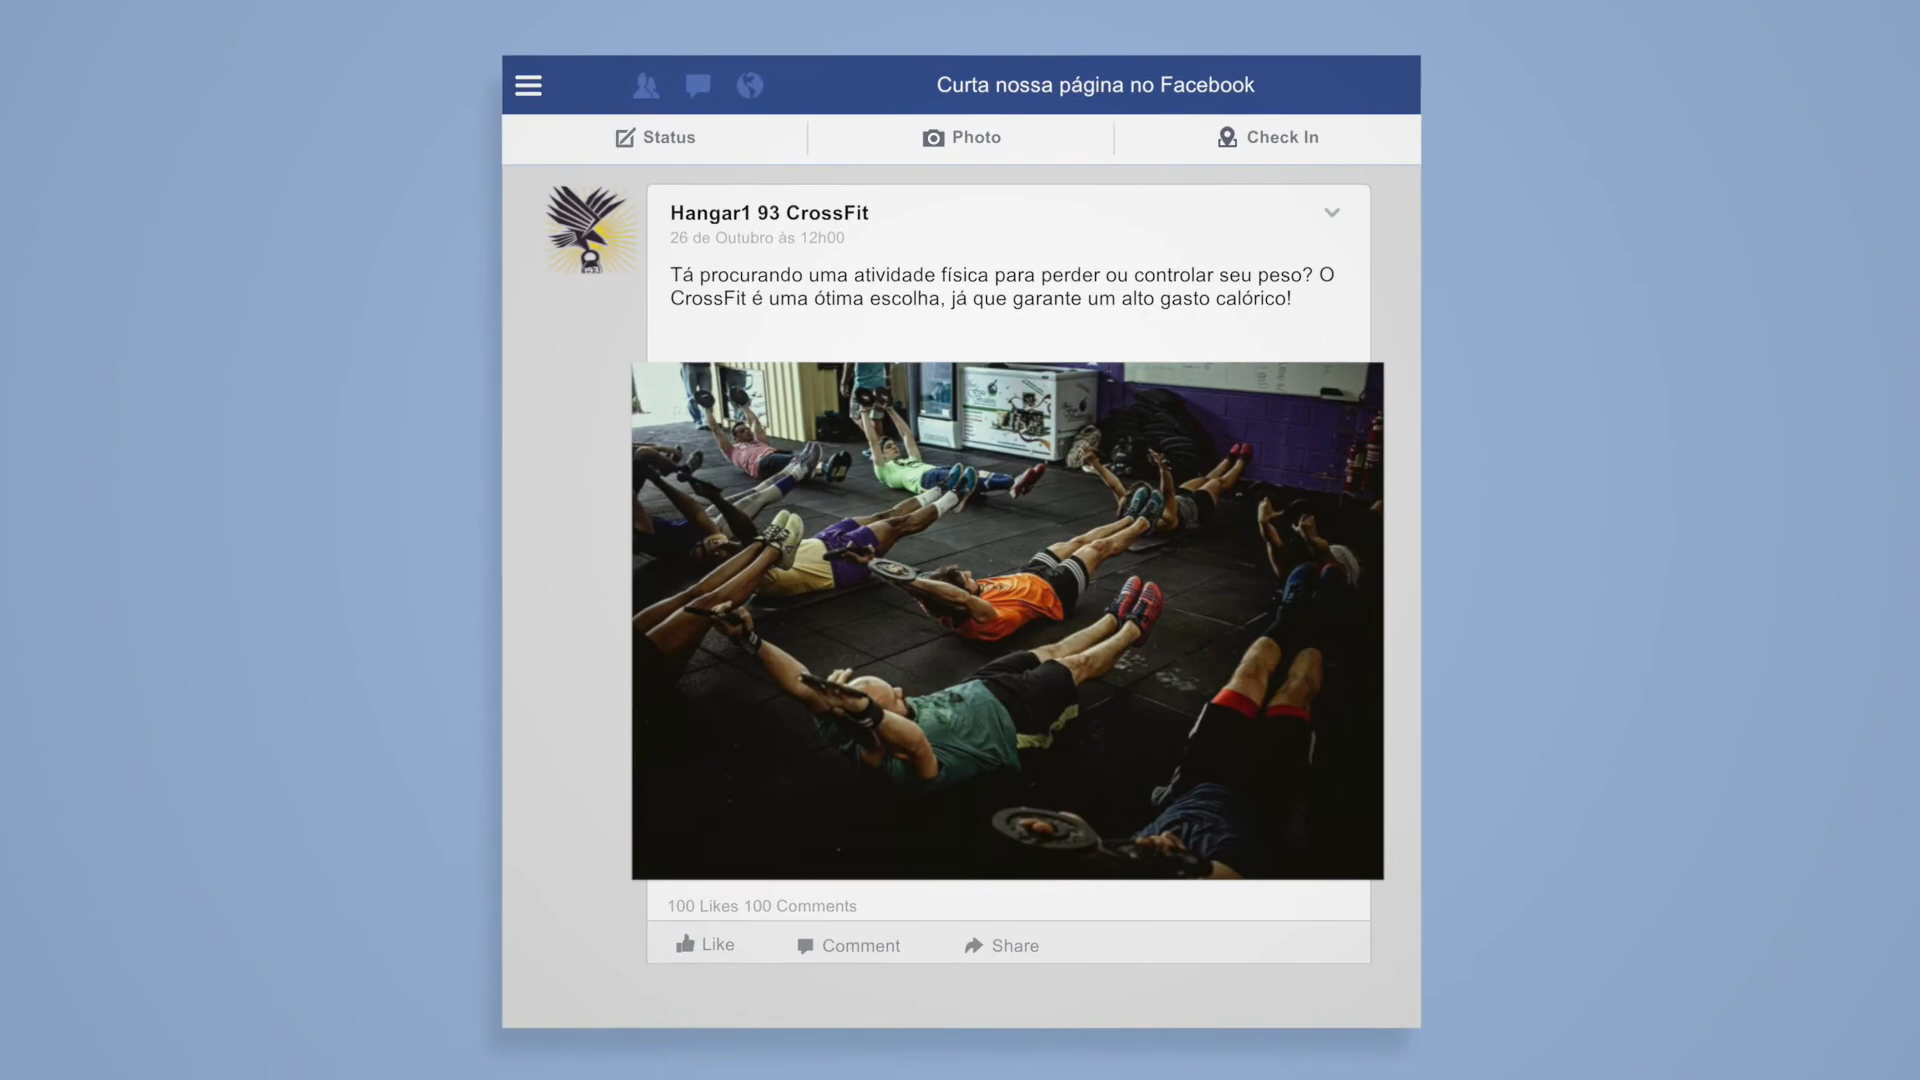 Curta nossa página no Facebook
Status
Photo
Check In
Hangar1 93 CrossFit
26 de Outubro às 12h00
Tá procurando uma atividade física para perder ou controlar seu peso? O
CrossFit é uma ótima escolha, já que garante um alto gasto calórico!
100 Likes 100 Comments
Like
Comment
Share